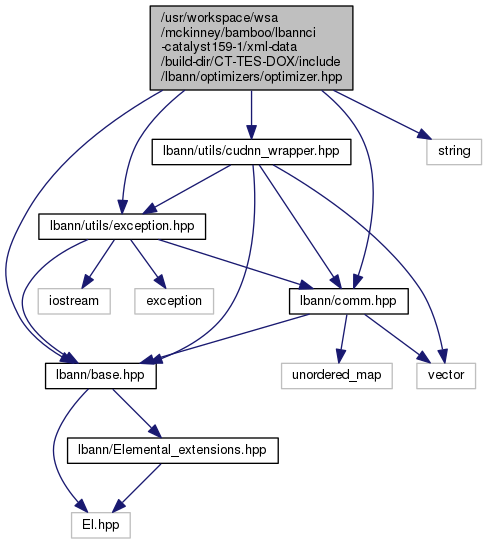 /usr/workspace/wsa
/mckinney/bamboo/lbannci
-catalyst159-1/xml-data
/build-dir/CT-TES-DOX/include
/lbann/optimizers/optimizer.hpp
lbann/utils/cudnn_wrapper.hpp
string
lbann/utils/exception.hpp
iostream
exception
lbann/comm.hpp
lbann/base.hpp
unordered_map
vector
lbann/Elemental_extensions.hpp
El.hpp